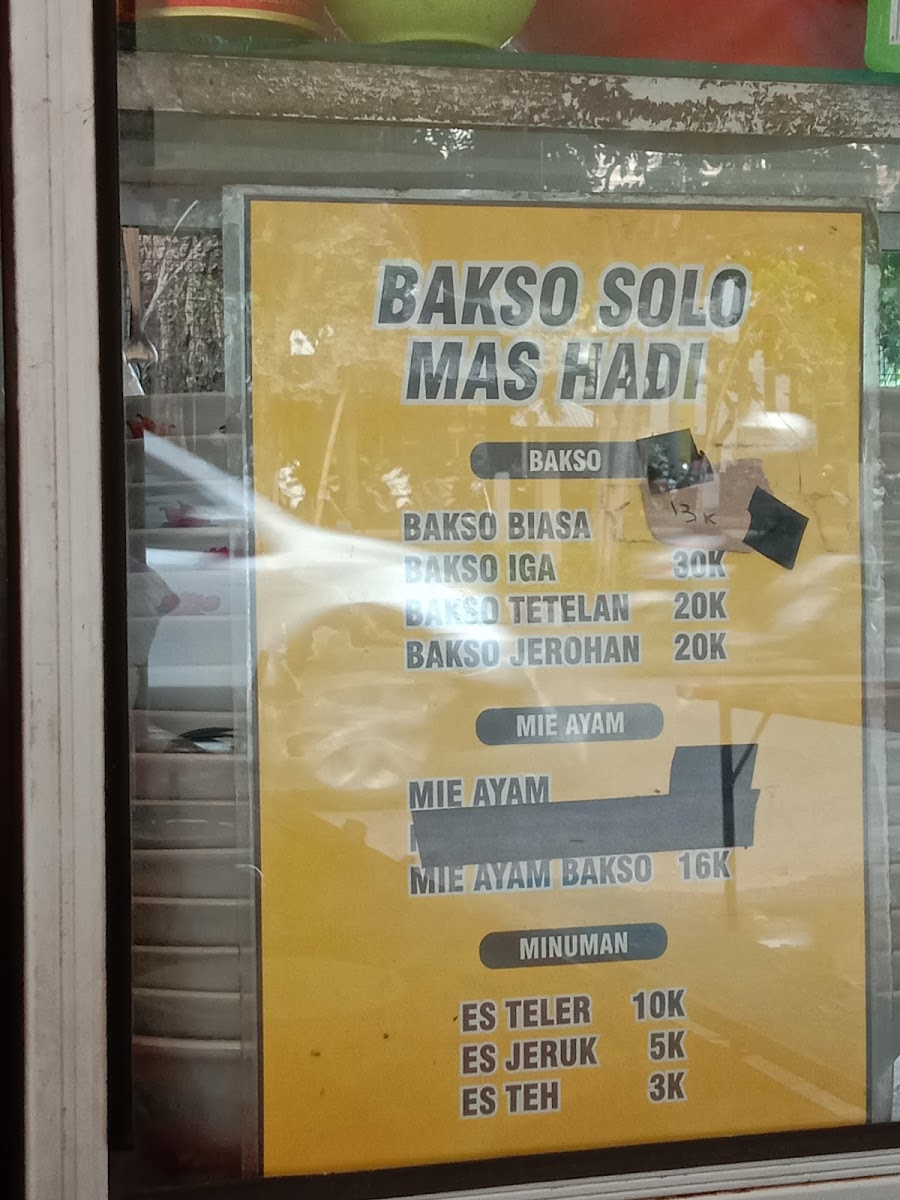 BAKSO SOLO
MAS HADI
BAKSO
BAKSO BIASA 13K
BAKSO IGA 30K
BAKSO TETELAN 20K
BAKSO JEROHAN 20K
MIE AYAM
MIE AYAM
MIE AYAM BAKSO 16K
MINUMAN
ES TELER 10K
ES JERUK 5K
ES TEH 3K